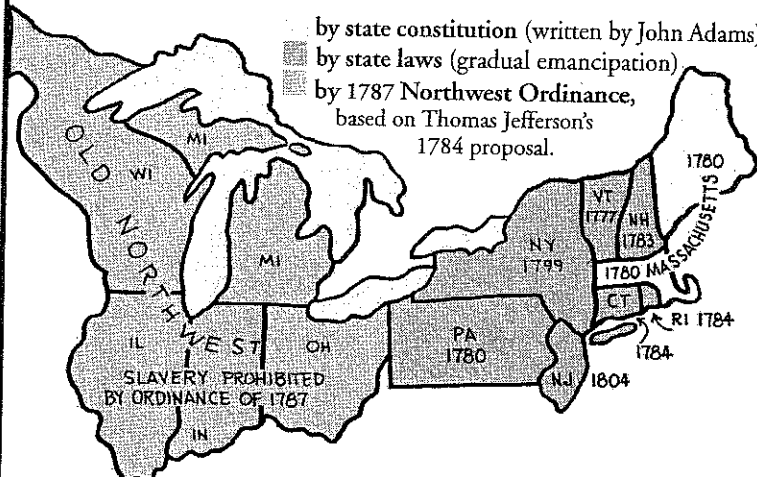 by state constitution (written by John Adams)
by state laws (gradual emancipation)
by 1787 Northwest Ordinance,
based on Thomas Jefferson's
1784 proposal.
OLD NORTHWEST
MI
WI
MI
IL
OH
SLAVERY PROHIBITED
BY ORDINANCE OF 1787
IN
1780
MASSACHUSETTS
VT
1777
NH
1783
NY
1799
1780
CT
RI 1784
1784
PA
1780
NJ 1804